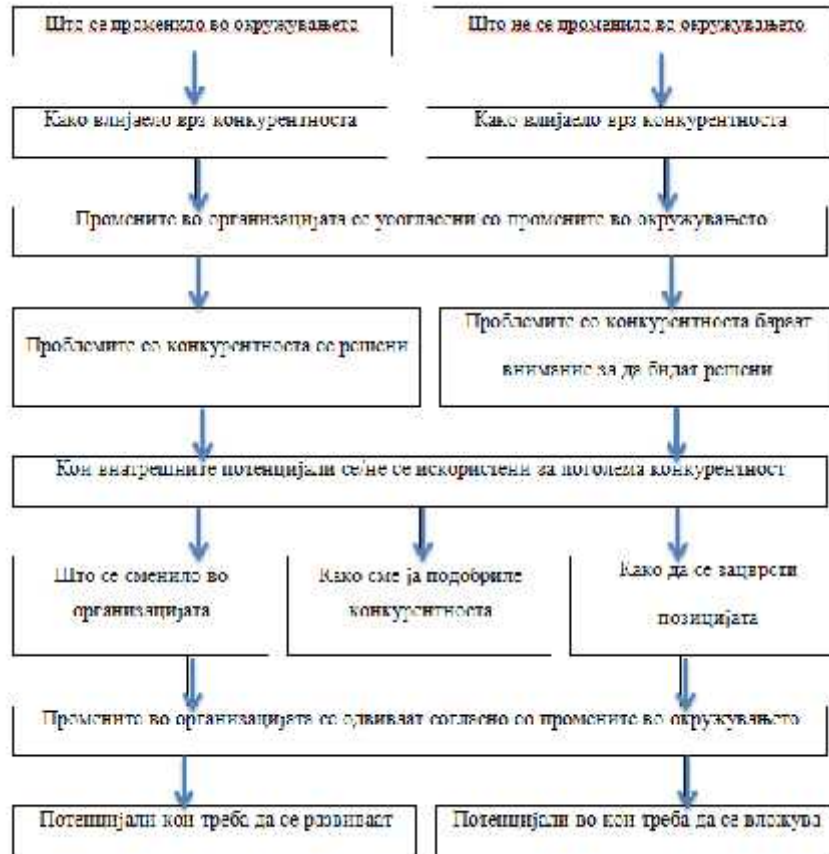 Што се променило во окружувањето
Што не се променило во окружувањето
Како влијаело врз конкурентноста
Како влијаело врз конкурентноста
Промените во организацијата се усогласени со промените во окружувањето
Проблемите со конкурентноста се решени
Проблемите со конкурентноста бараат
внимание за да бидат решени
Кои внатрешните потенцијали се/не се искористени за поголема конкурентност
Што се сменило во
организацијата
Како сме ја подобриле
конкурентноста
Како да се зацврсти
позицијата
Промените во организацијата се одвиваат согласно со промените во окружувањето
Потенцијали кои треба да се развиваат
Потенцијали во кои треба да се вложува